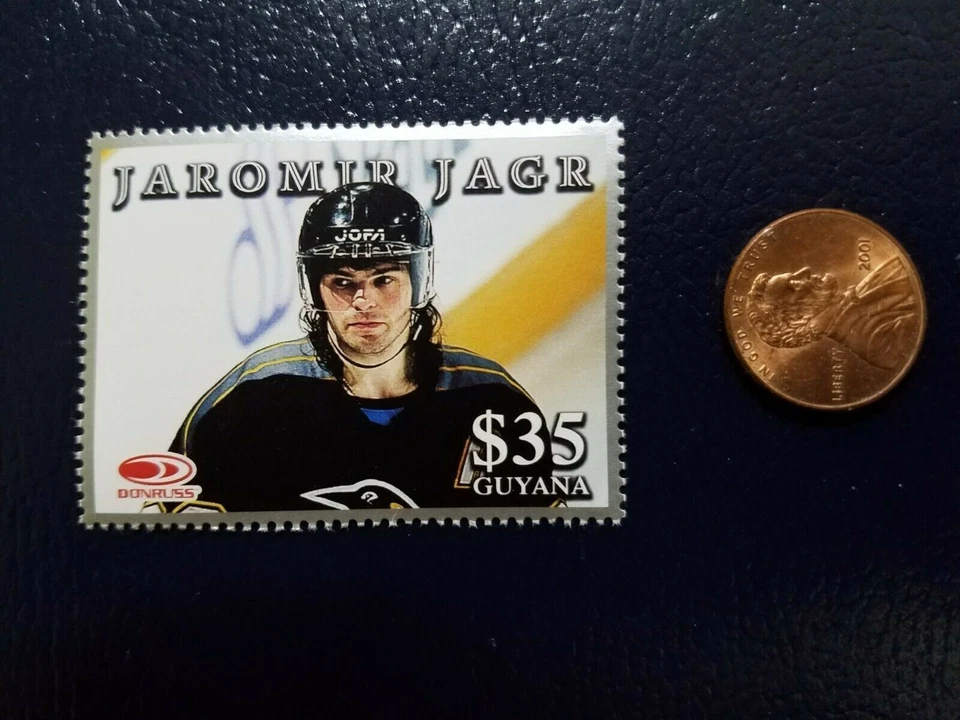 JAROMIR JAGR
JOFA
$35
GUYANA
DONRUSS
IN GOD WE TRUST
LIBERTY
2001